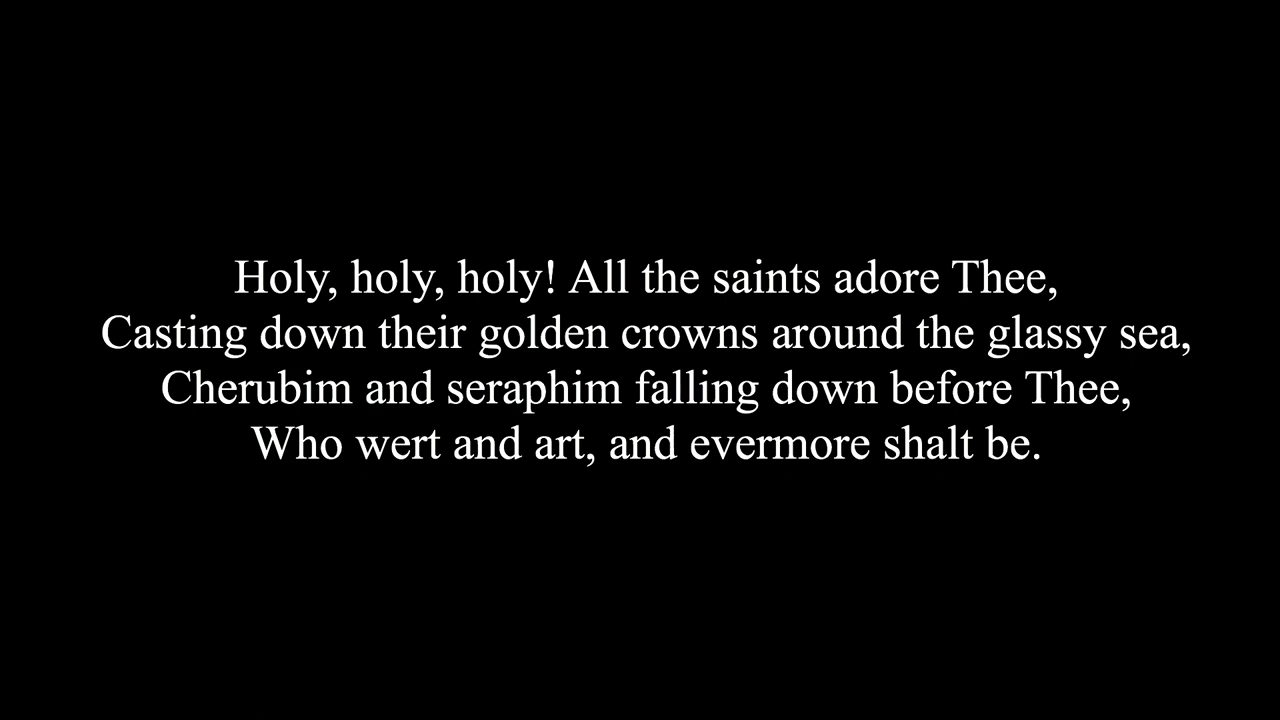 Holy, holy, holy! All the saints adore Thee,
Casting down their golden crowns around the glassy sea,
Cherubim and seraphim falling down before Thee,
Who wert and art, and evermore shalt be.